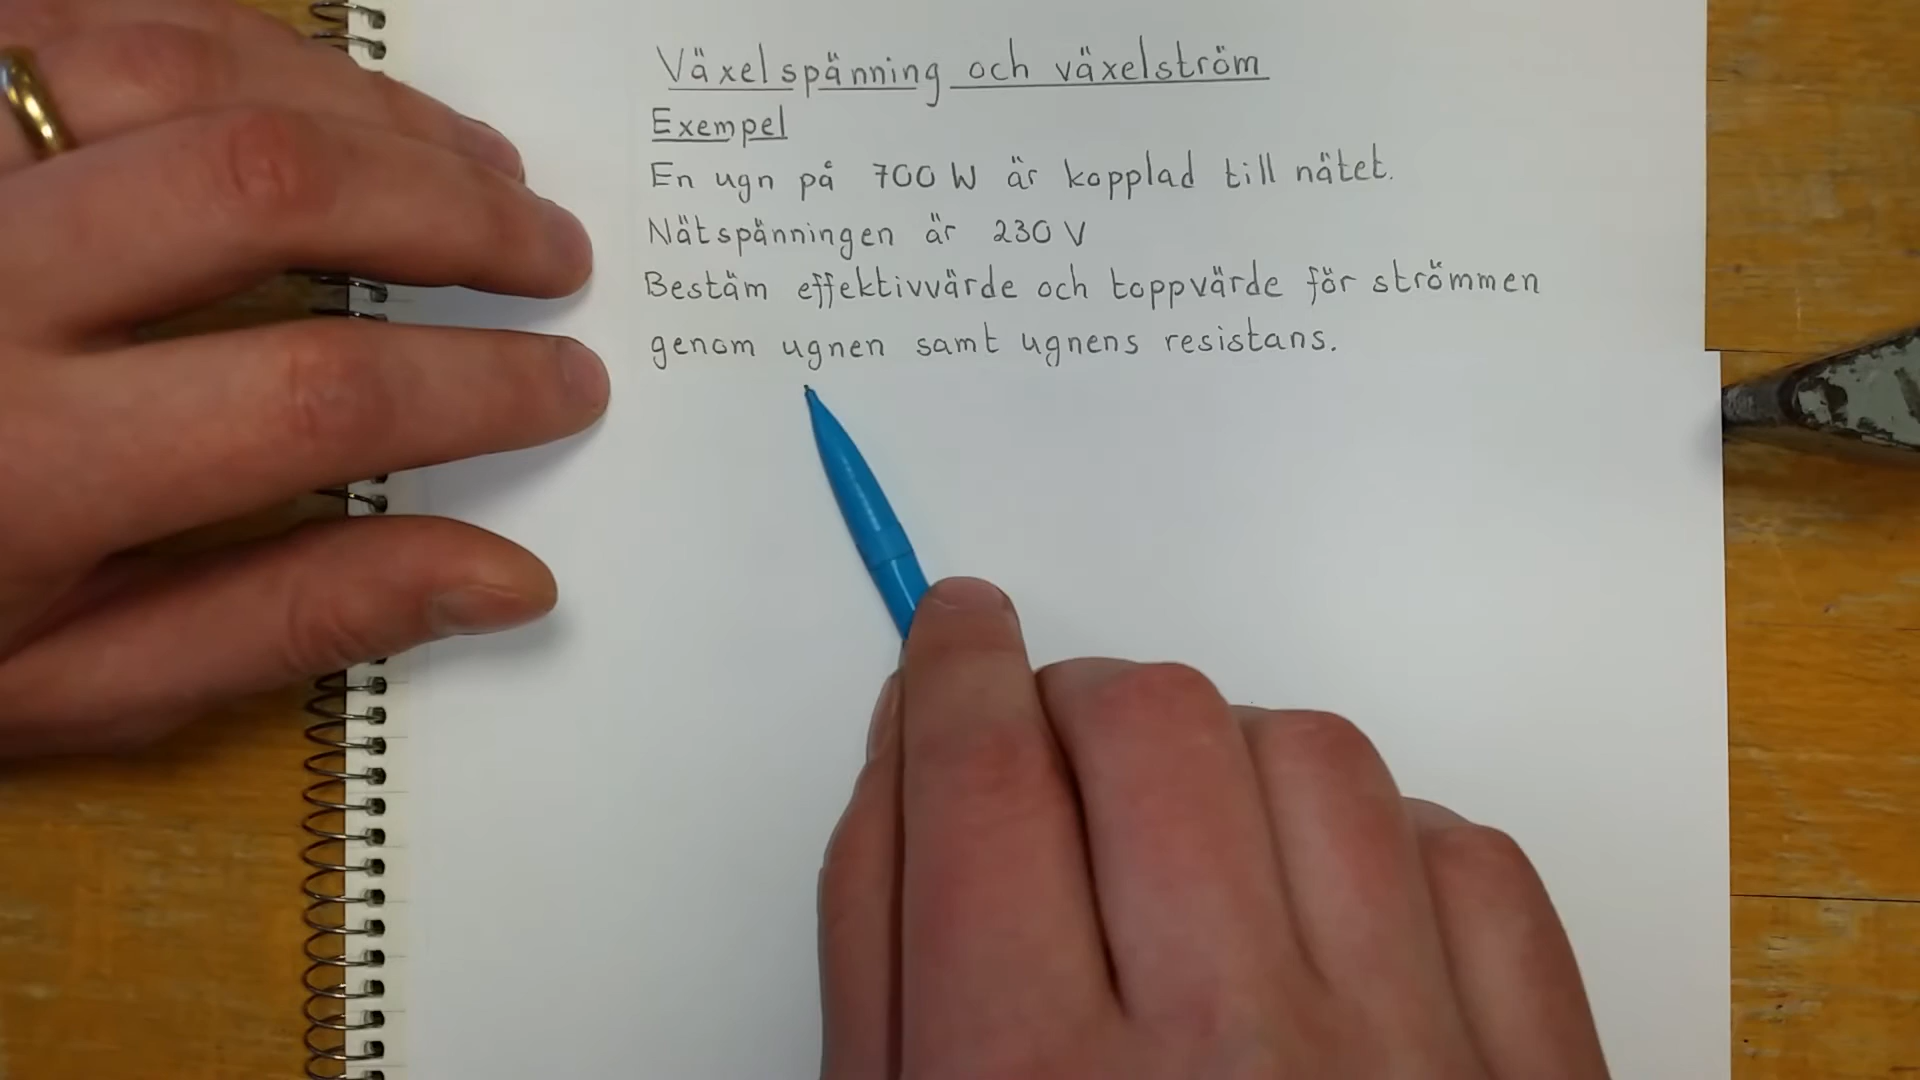 Växelspänning och växelström
Exempel
En ugn på 700 W är kopplad till nätet.
Nätspänningen är 230 V
Bestäm effektivvärde och toppvärde för strömmen
genom ugnen samt ugnens resistans.